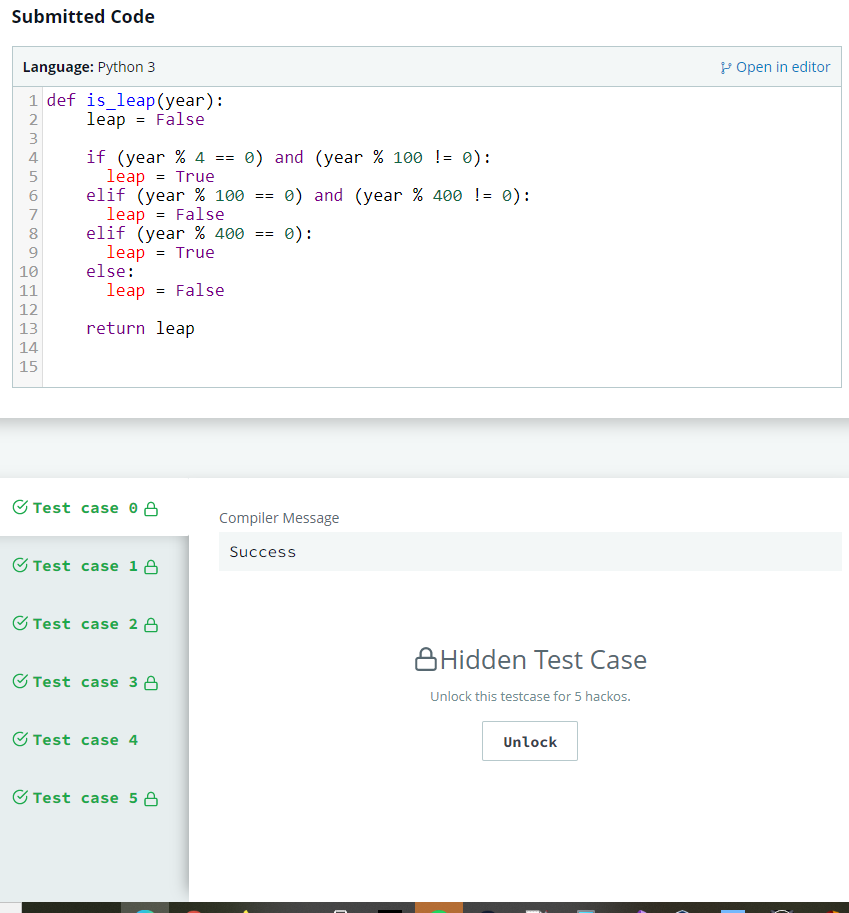 Submitted Code
Language: Python 3
Open in editor
1 def is_leap(year):
2     leap = False
3
4     if (year % 4 == 0) and (year % 100 != 0):
5       leap = True
6     elif (year % 100 == 0) and (year % 400 != 0):
7       leap = False
8     elif (year % 400 == 0):
9       leap = True
10     else:
11       leap = False
12
13     return leap
14
15
Test case 0
Compiler Message
Success
Test case 1
Test case 2
Hidden Test Case
Test case 3
Unlock this testcase for 5 hackos.
Unlock
Test case 4
Test case 5